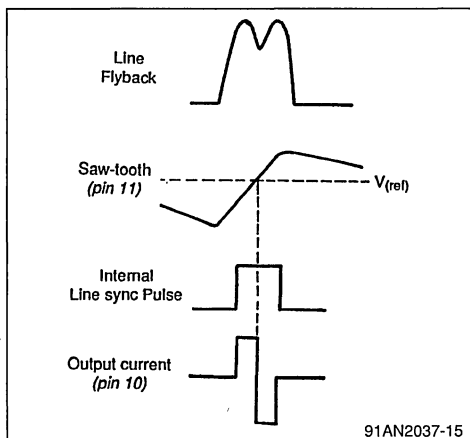 Line
Flyback
Saw-tooth
(pin 11)
V(ref)
Internal
Line sync Pulse
Output current
(pin 10)
91AN2037-15